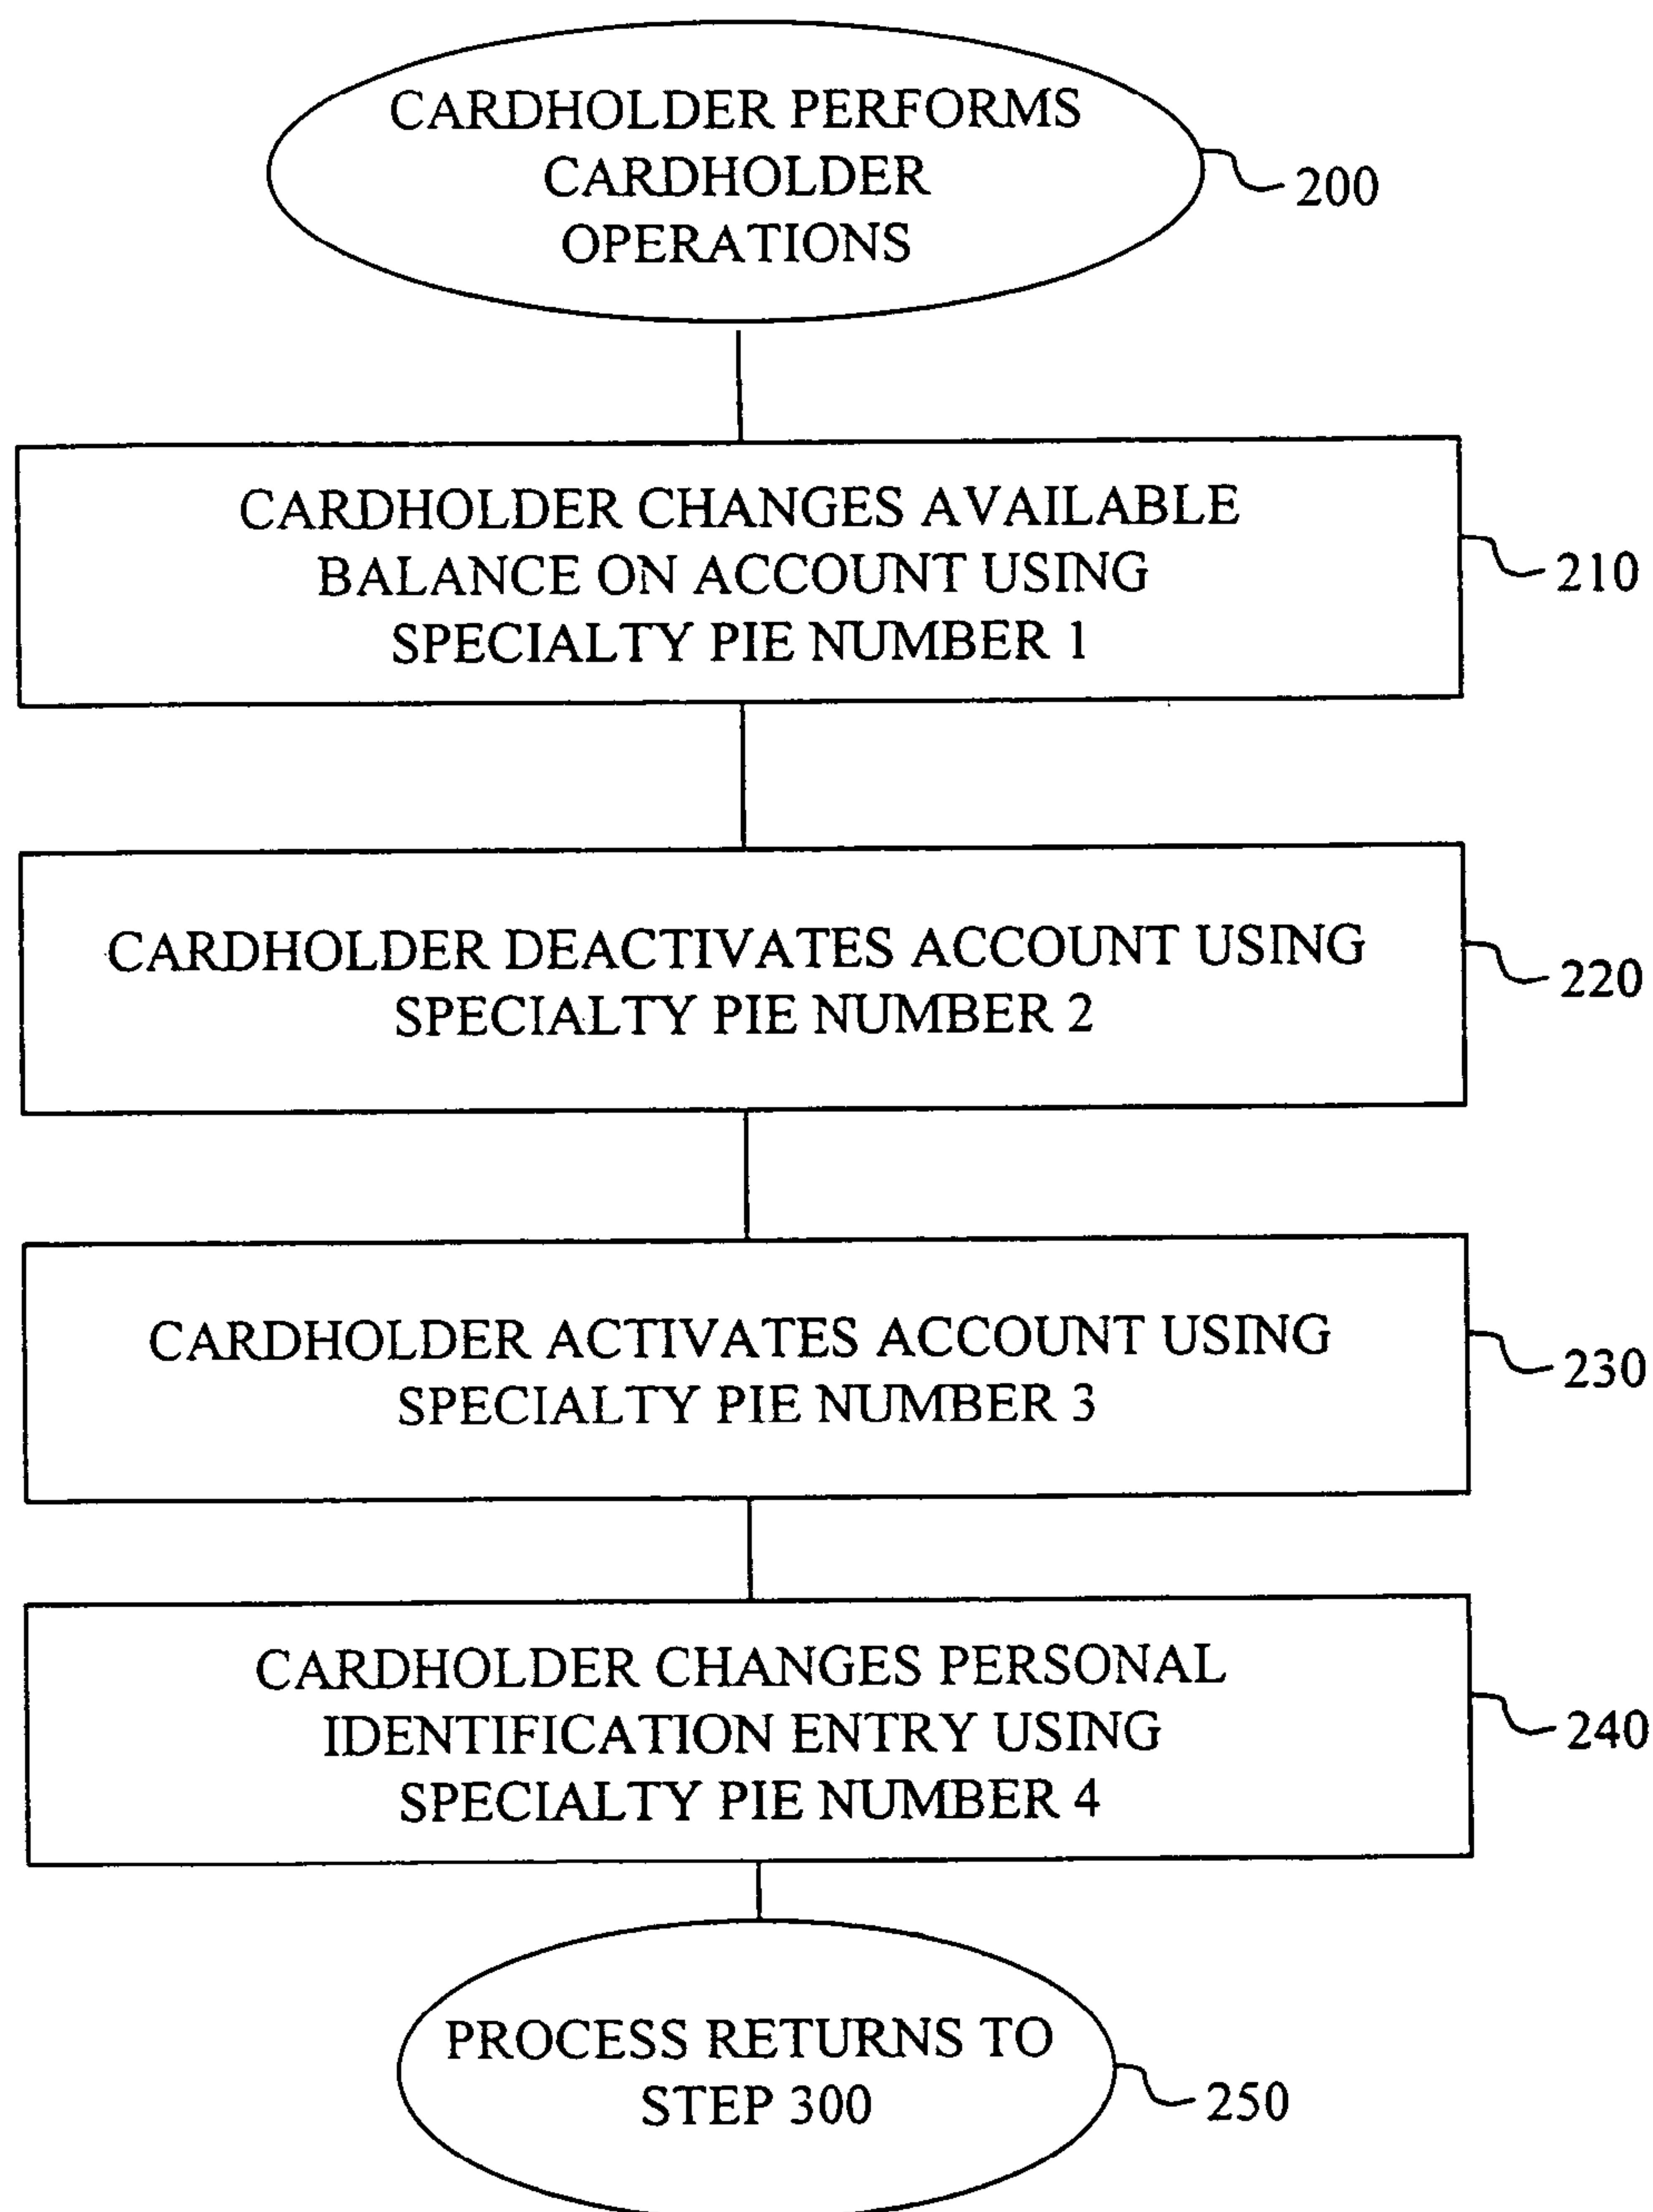 CARDHOLDER PERFORMS
CARDHOLDER
OPERATIONS
200
CARDHOLDER CHANGES AVAILABLE
BALANCE ON ACCOUNT USING
SPECIALTY PIE NUMBER 1
210
CARDHOLDER DEACTIVATES ACCOUNT USING
SPECIALTY PIE NUMBER 2
220
CARDHOLDER ACTIVATES ACCOUNT USING
SPECIALTY PIE NUMBER 3
230
CARDHOLDER CHANGES PERSONAL
IDENTIFICATION ENTRY USING
SPECIALTY PIE NUMBER 4
240
PROCESS RETURNS TO
STEP 300
250